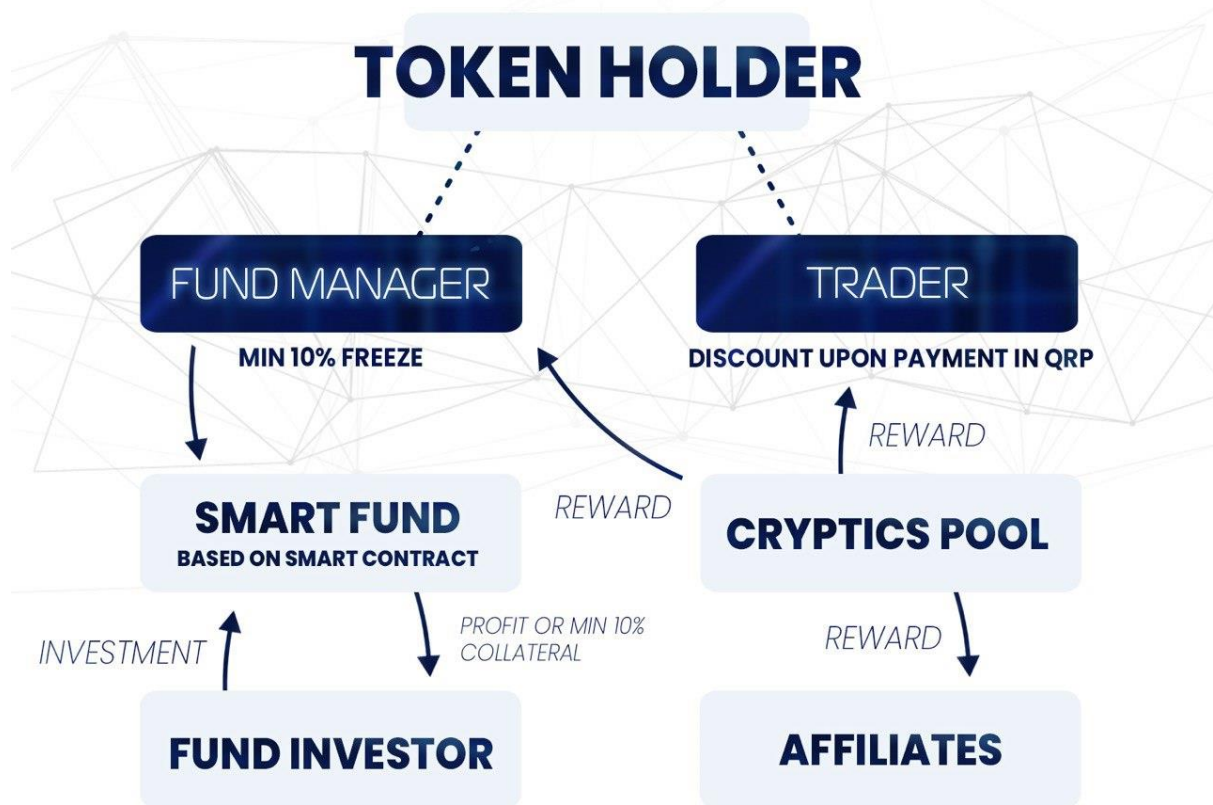 TOKEN HOLDER
FUND MANAGER
TRADER
MIN 10% FREEZE
DISCOUNT UPON PAYMENT IN QRP
REWARD
REWARD
SMART FUND
BASED ON SMART CONTRACT
CRYPTICS POOL
INVESTMENT
PROFIT OR MIN 10%
COLLATERAL
REWARD
FUND INVESTOR
AFFILIATES